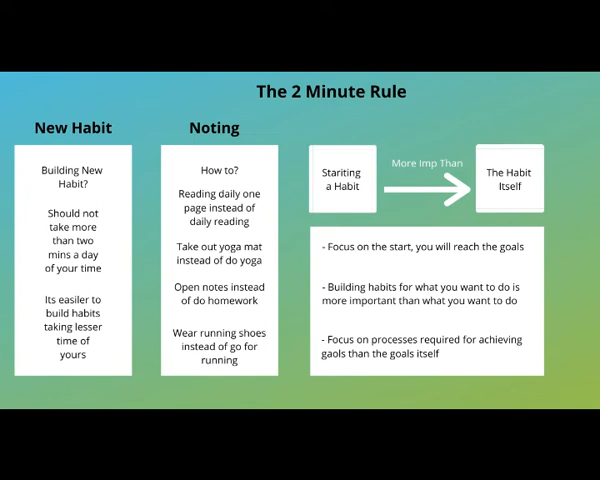 The 2 Minute Rule
New Habit
Building New
Habit?
Should not
take more
than two
mins a day
of your time
Its easiler to
build habits
taking lesser
time of
yours
Noting
How to?
Reading daily one
page instead of
daily reading
Take out yoga mat
instead of do yoga
Open notes instead
of do homework
Wear running shoes
instead of go for
running
Stariting
a Habit
More Imp Than
The Habit
Itself
- Focus on the start, you will reach the goals
- Building habits for what you want to do is
more important than what you want to do
- Focus on processes required for achieving
gaols than the goals itself